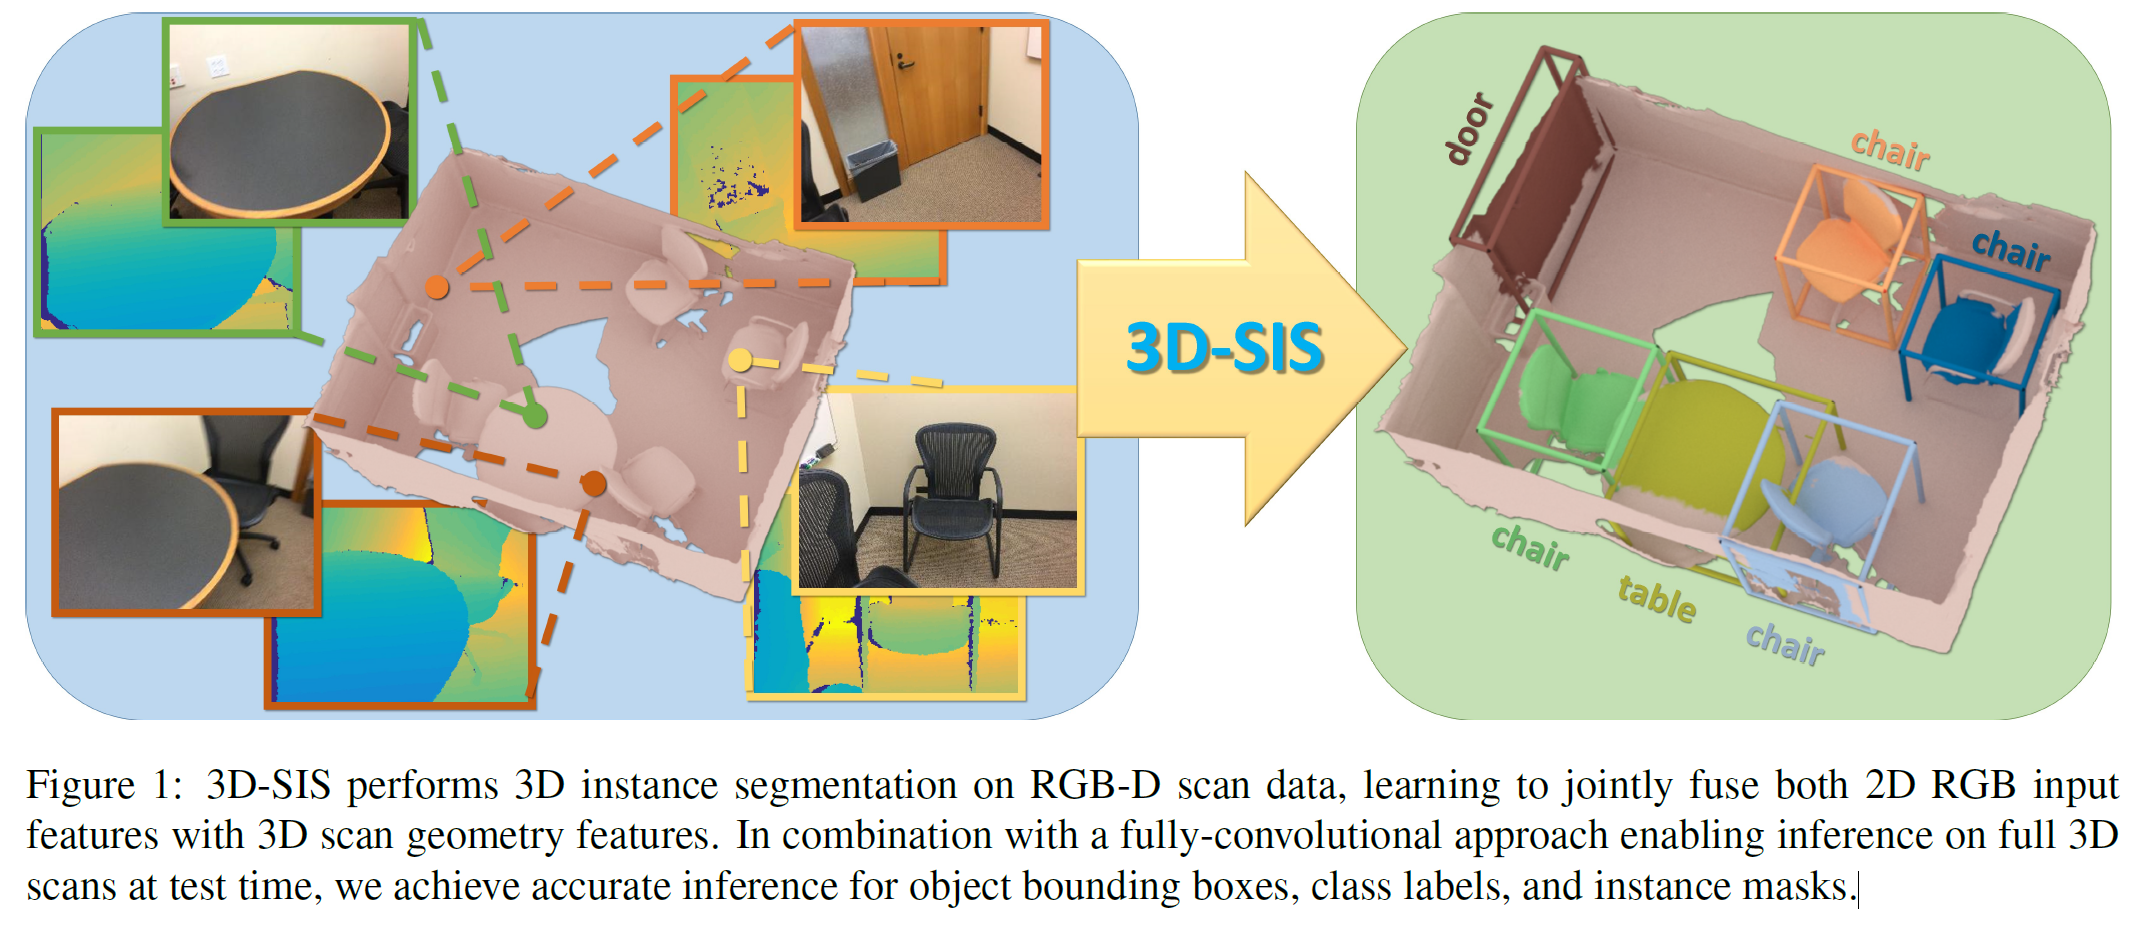 door
chair
chair
3D-SIS
chair
table
chair
Figure 1: 3D-SIS performs 3D instance segmentation on RGB-D scan data, learning to jointly fuse both 2D RGB input
features with 3D scan geometry features. In combination with a fully-convolutional approach enabling inference on full 3D
scans at test time, we achieve accurate inference for object bounding boxes, class labels, and instance masks.